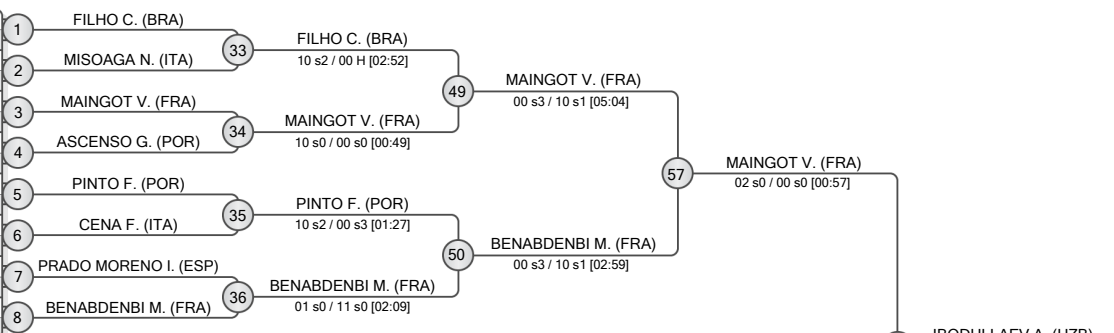 1
FILHO C. (BRA)
2
MISOAGA N. (ITA)
3
MAINGOT V. (FRA)
4
ASCENSO G. (POR)
5
PINTO F. (POR)
6
CENA F. (ITA)
7
PRADO MORENO I. (ESP)
8
BENABDENBI M. (FRA)
33
FILHO C. (BRA)
10 s2 / 00 H [02:52]
34
MAINGOT V. (FRA)
10 s0 / 00 s0 [00:49]
35
PINTO F. (POR)
10 s2 / 00 s3 [01:27]
36
BENABDENBI M. (FRA)
01 s0 / 11 s0 [02:09]
49
MAINGOT V. (FRA)
00 s3 / 10 s1 [05:04]
50
BENABDENBI M. (FRA)
00 s3 / 10 s1 [02:59]
57
MAINGOT V. (FRA)
02 s0 / 00 s0 [00:57]